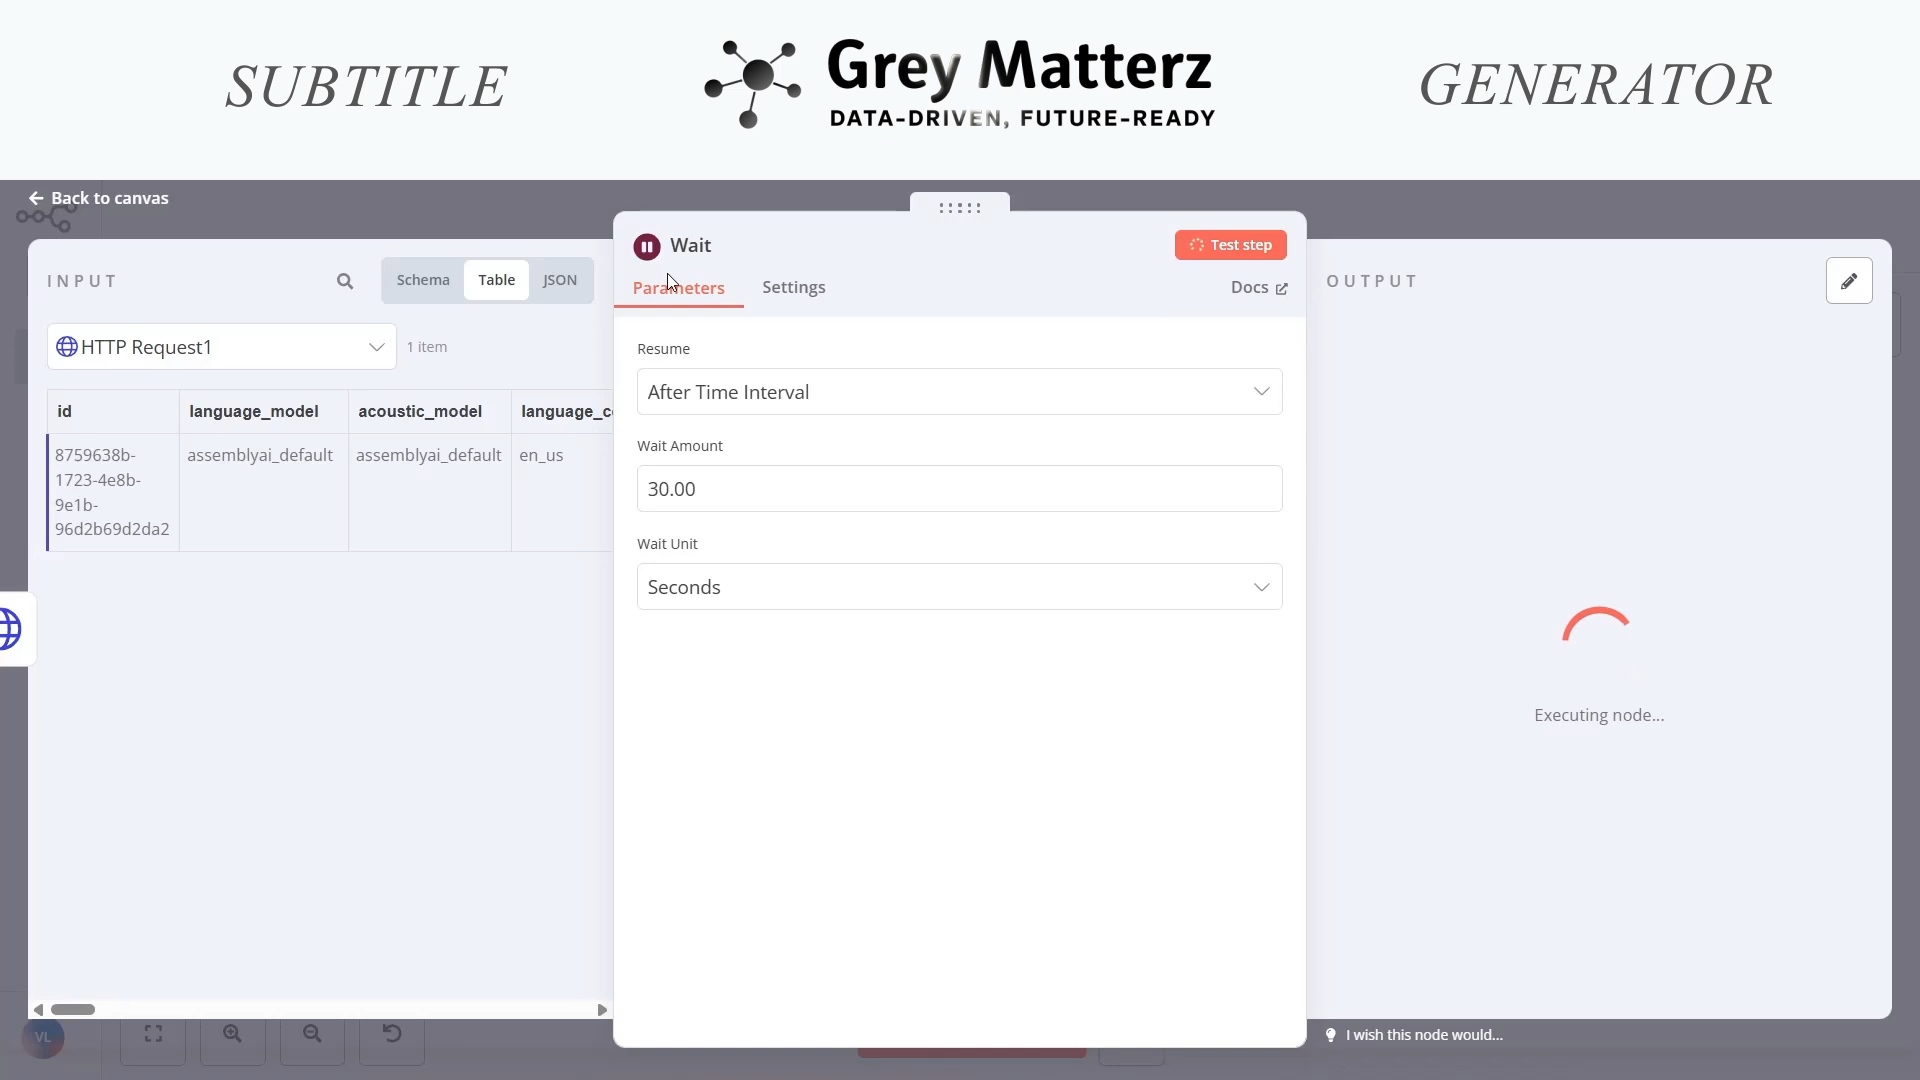 SUBTITLE
Grey Matterz
DATA-DRIVEN, FUTURE-READY
GENERATOR
Back to canvas
INPUT
Schema
Table
JSON
HTTP Request1
1 item
id
language_model
acoustic_model
language_c
8759638b-
1723-4e8b-
9e1b-
96d2b69d2da2
assemblyai_default
assemblyai_default
en_us
Wait
Test step
Parameters
Settings
Docs
Resume
After Time Interval
Wait Amount
30.00
Wait Unit
Seconds
OUTPUT
Executing node...
I wish this node would...
VL